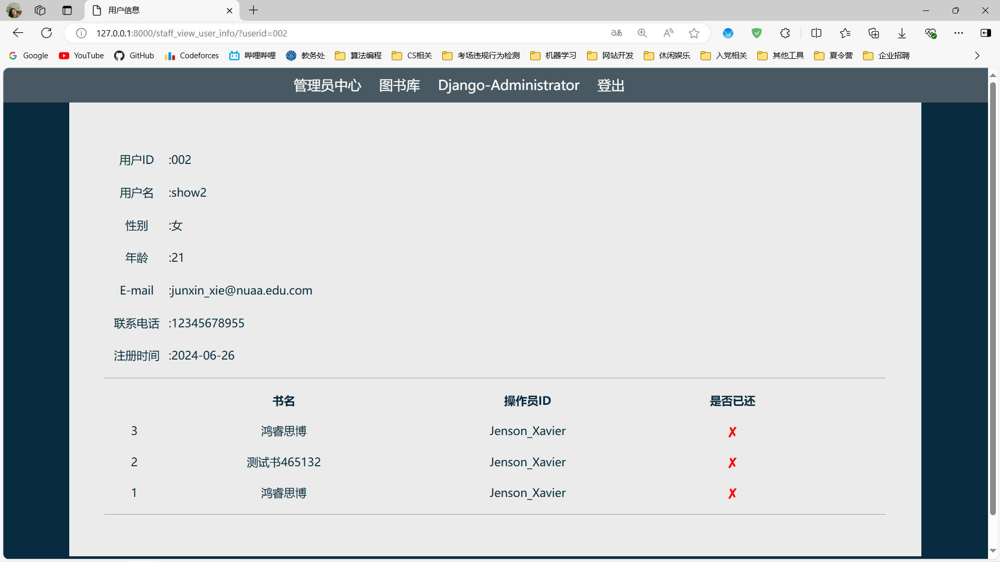 用户信息
127.0.0.1:8000/staff_view_user_info/?userid=002
Google YouTube GitHub Codeforces 哔哩哔哩 教务处 算法编程 CS相关 考场违规行为检测 机器学习 网站开发 休闲娱乐 入党相关 其他工具 夏令营 企业招聘
管理员中心 图书库 Django-Administrator 登出
用户ID :002
用户名 :show2
性别 :女
年龄 :21
E-mail :junxin_xie@nuaa.edu.com
联系电话 :12345678955
注册时间 :2024-06-26
书名 操作员ID 是否已还
3 鸿睿思博 Jenson_Xavier ✘
2 测试书465132 Jenson_Xavier ✘
1 鸿睿思博 Jenson_Xavier ✘